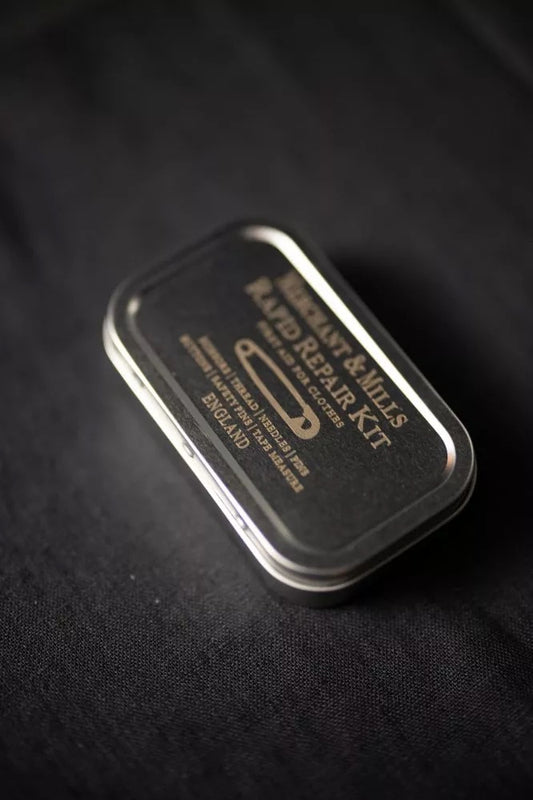 MERCHANT & MILLS
RAPID REPAIR KIT
FIRST AID FOR CLOTHES
SCISSORS | THREAD | NEEDLES | PINS
BUTTONS | SAFETY PINS | TAPE MEASURE
ENGLAND